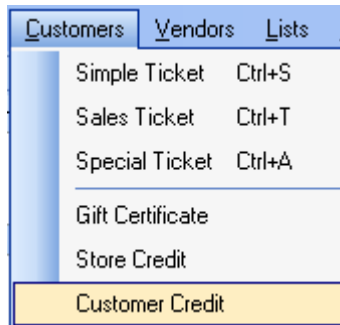 Customers Vendors Lists
Simple Ticket Ctrl+S
Sales Ticket Ctrl+T
Special Ticket Ctrl+A
Gift Certificate
Store Credit
Customer Credit